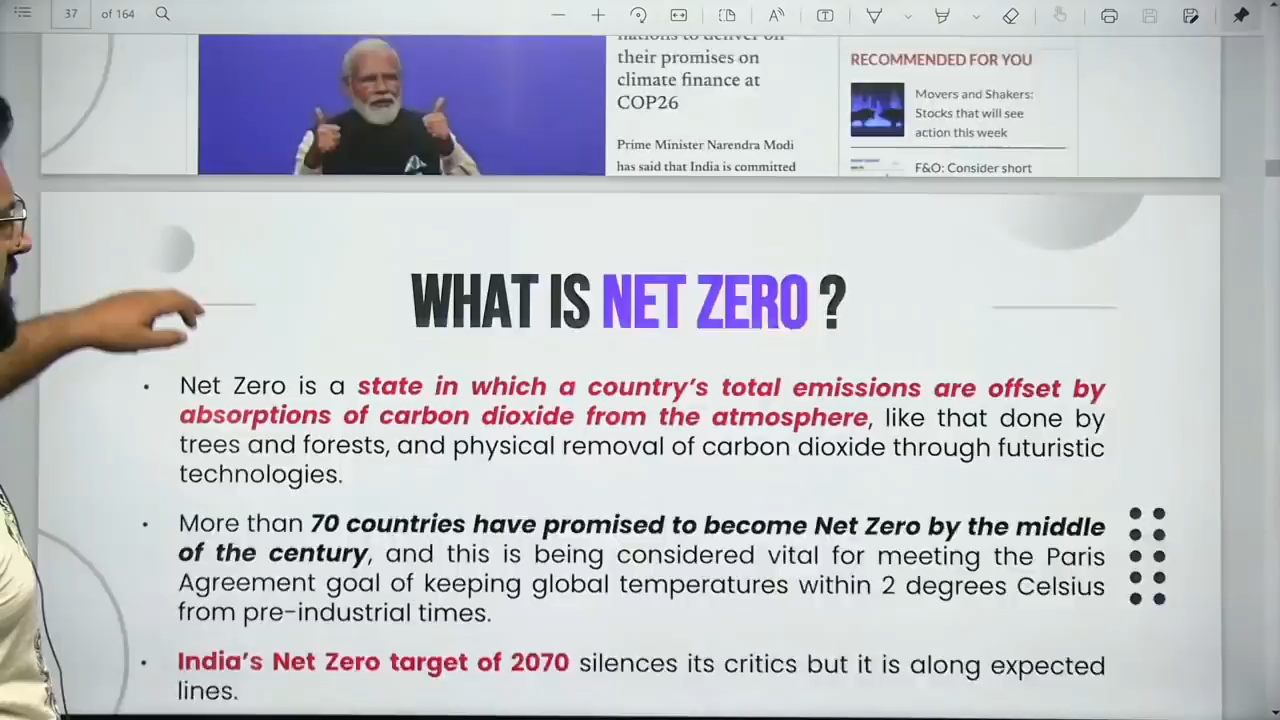 37 of 164
nations to deliver on
their promises on
climate finance at
COP26
Prime Minister Narendra Modi
has said that India is committed
RECOMMENDED FOR YOU
Movers and Shakers:
Stocks that will see
action this week
F&O: Consider short
WHAT IS NET ZERO ?
• Net Zero is a state in which a country's total emissions are offset by
absorptions of carbon dioxide from the atmosphere, like that done by
trees and forests, and physical removal of carbon dioxide through futuristic
technologies.
• More than 70 countries have promised to become Net Zero by the middle
of the century, and this is being considered vital for meeting the Paris
Agreement goal of keeping global temperatures within 2 degrees Celsius
from pre-industrial times.
• India's Net Zero target of 2070 silences its critics but it is along expected
lines.